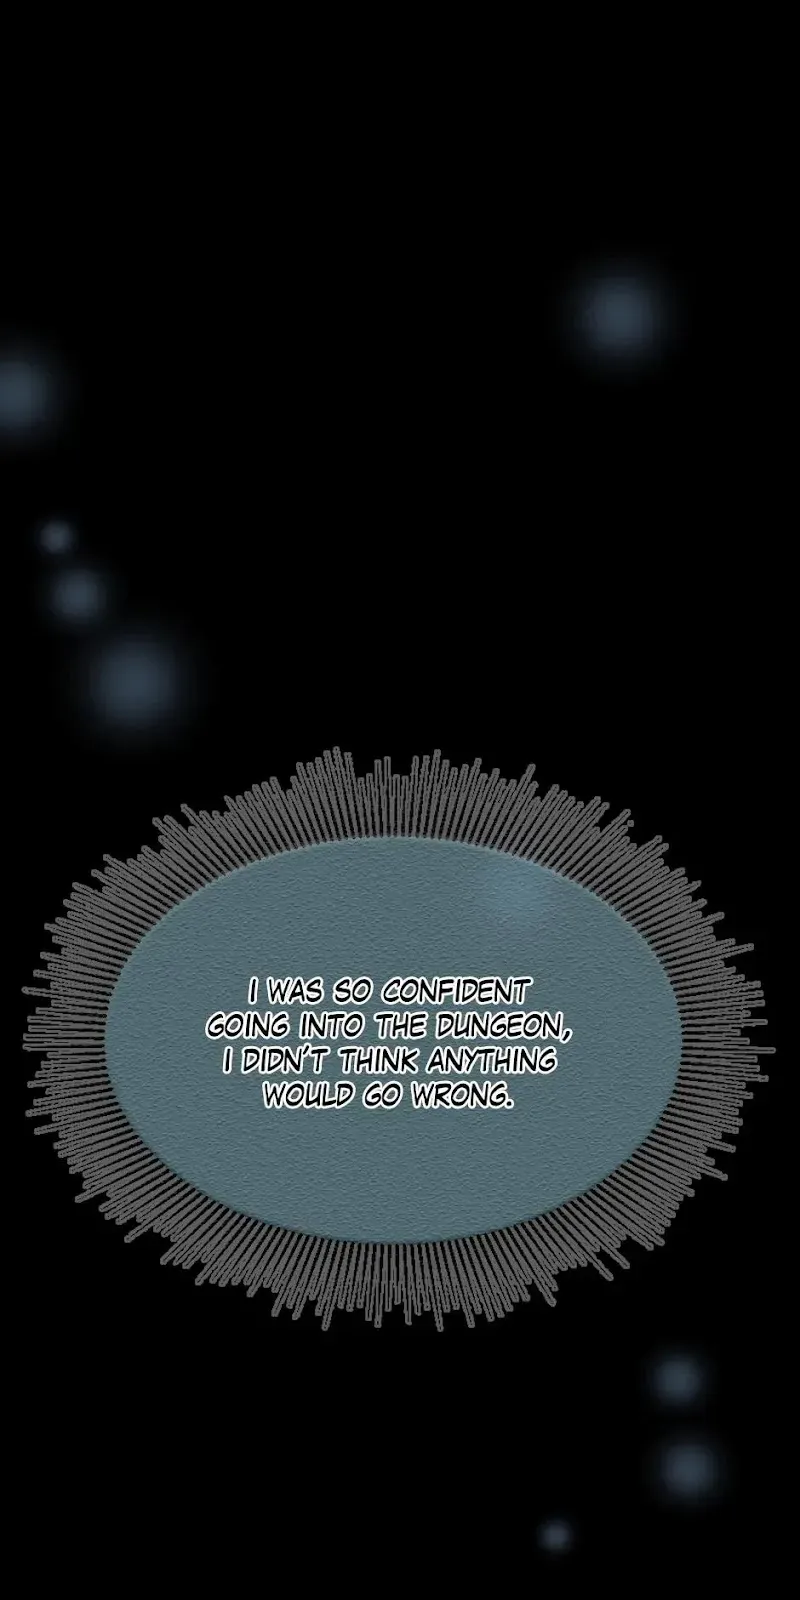 I WAS SO CONFIDENT
GOING INTO THE DUNGEON,
I DIDN'T THINK ANYTHING
WOULD GO WRONG.